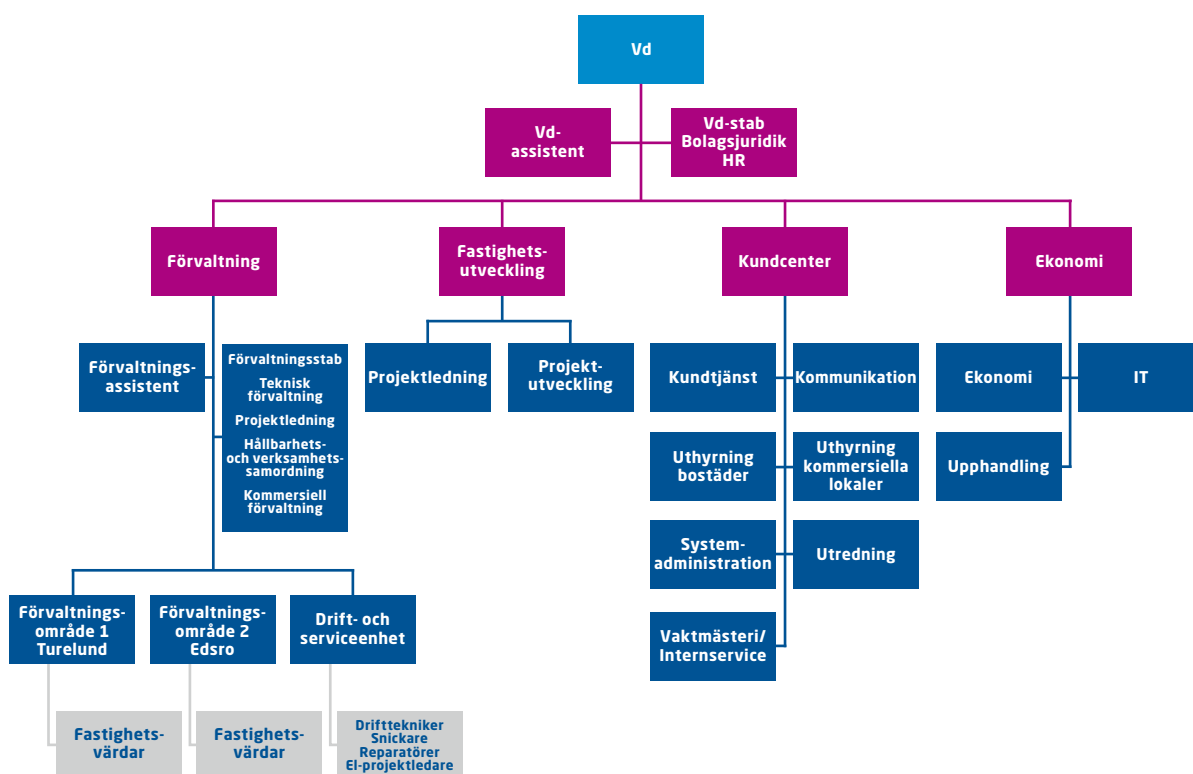 Vd
Vd-
assistent
Vd-stab
Bolagsjuridik
HR
Förvaltning
Fastighets-
utveckling
Kundcenter
Ekonomi
Förvaltnings-
assistent
Förvaltningsstab
Teknisk
förvaltning
Projektledning
Hållbarhets-
och verksamhets-
samordning
Kommersiell
förvaltning
Projektledning
Projekt-
utveckling
Kundtjänst
Kommunikation
Ekonomi
IT
Uthyrning
bostäder
Uthyrning
kommersiella
lokaler
Upphandling
System-
administration
Utredning
Vaktmästeri/
Internservice
Förvaltnings-
område 1
Turelund
Förvaltnings-
område 2
Edsro
Drift- och
serviceenhet
Fastighets-
värdar
Fastighets-
värdar
Drifttekniker
Snickare
Reparatörer
El-projektledare